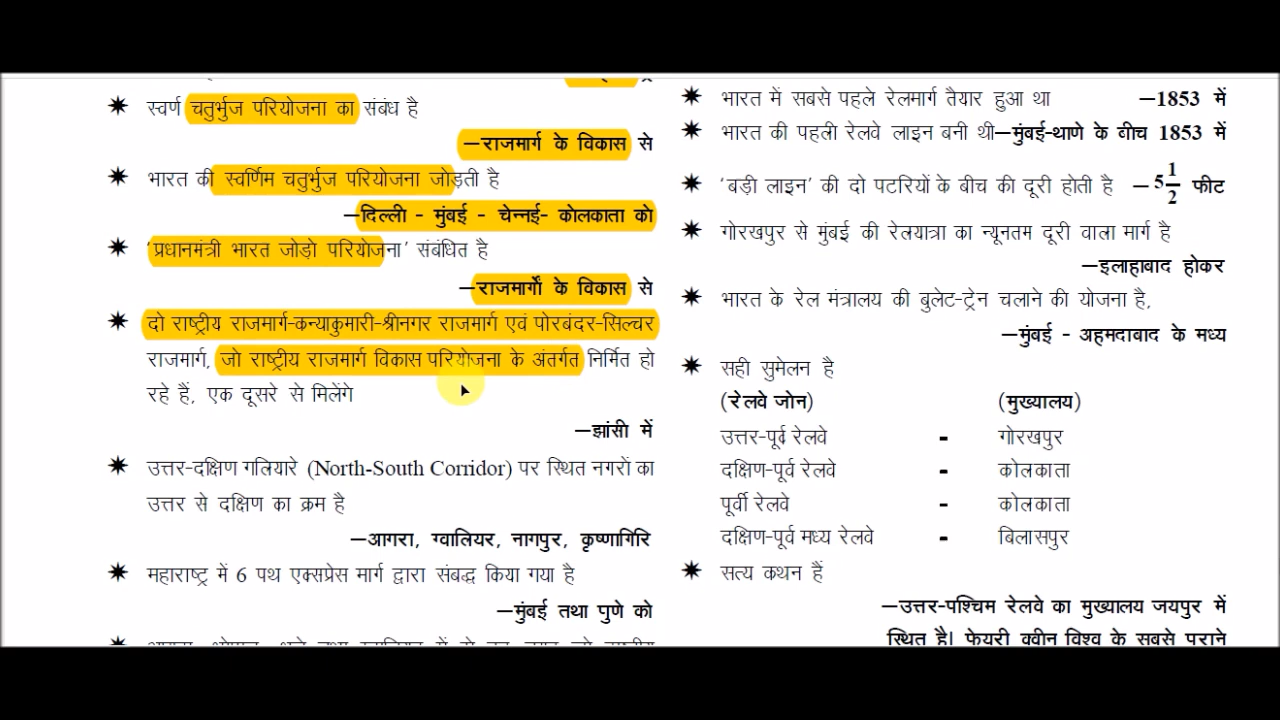 ✷ स्वर्ण चतुर्भुज परियोजना का संबंध है
–राजमार्ग के विकास से
✷ भारत की स्वर्णिम चतुर्भुज परियोजना जोड़ती है
–दिल्ली - मुंबई - चेन्नई- कोलकाता को
✷ 'प्रधानमंत्री भारत जोड़ो परियोजना' संबंधित है
–राजमार्गों के विकास से
✷ दो राष्ट्रीय राजमार्ग-कन्याकुमारी-श्रीनगर राजमार्ग एवं पोरबंदर-सिल्चर
राजमार्ग, जो राष्ट्रीय राजमार्ग विकास परियोजना के अंतर्गत निर्मित हो
रहे हैं, एक दूसरे से मिलेंगे
–झांसी में
✷ उत्तर-दक्षिण गलियारे (North-South Corridor) पर स्थित नगरों का
उत्तर से दक्षिण का क्रम है
–आगरा, ग्वालियर, नागपुर, कृष्णागिरि
✷ महाराष्ट्र में 6 पथ एक्सप्रेस मार्ग द्वारा संबद्ध किया गया है
–मुंबई तथा पुणे को
✷ भारत में सबसे पहले रेलमार्ग तैयार हुआ था –1853 में
✷ भारत की पहली रेलवे लाइन बनी थी–मुंबई-थाणे के बीच 1853 में
✷ 'बड़ी लाइन' की दो पटरियों के बीच की दूरी होती है – 5 1/2 फीट
✷ गोरखपुर से मुंबई की रेलयात्रा का न्यूनतम दूरी वाला मार्ग है
–इलाहाबाद होकर
✷ भारत के रेल मंत्रालय की बुलेट-ट्रेन चलाने की योजना है,
–मुंबई - अहमदाबाद के मध्य
✷ सही सुमेलन है
(रेलवे जोन) (मुख्यालय)
उत्तर-पूर्व रेलवे - गोरखपुर
दक्षिण-पूर्व रेलवे - कोलकाता
पूर्वी रेलवे - कोलकाता
दक्षिण-पूर्व मध्य रेलवे - बिलासपुर
✷ सत्य कथन हैं
–उत्तर-पश्चिम रेलवे का मुख्यालय जयपुर में
स्थित है। फेयरी क्वीन विश्व के सबसे पुराने